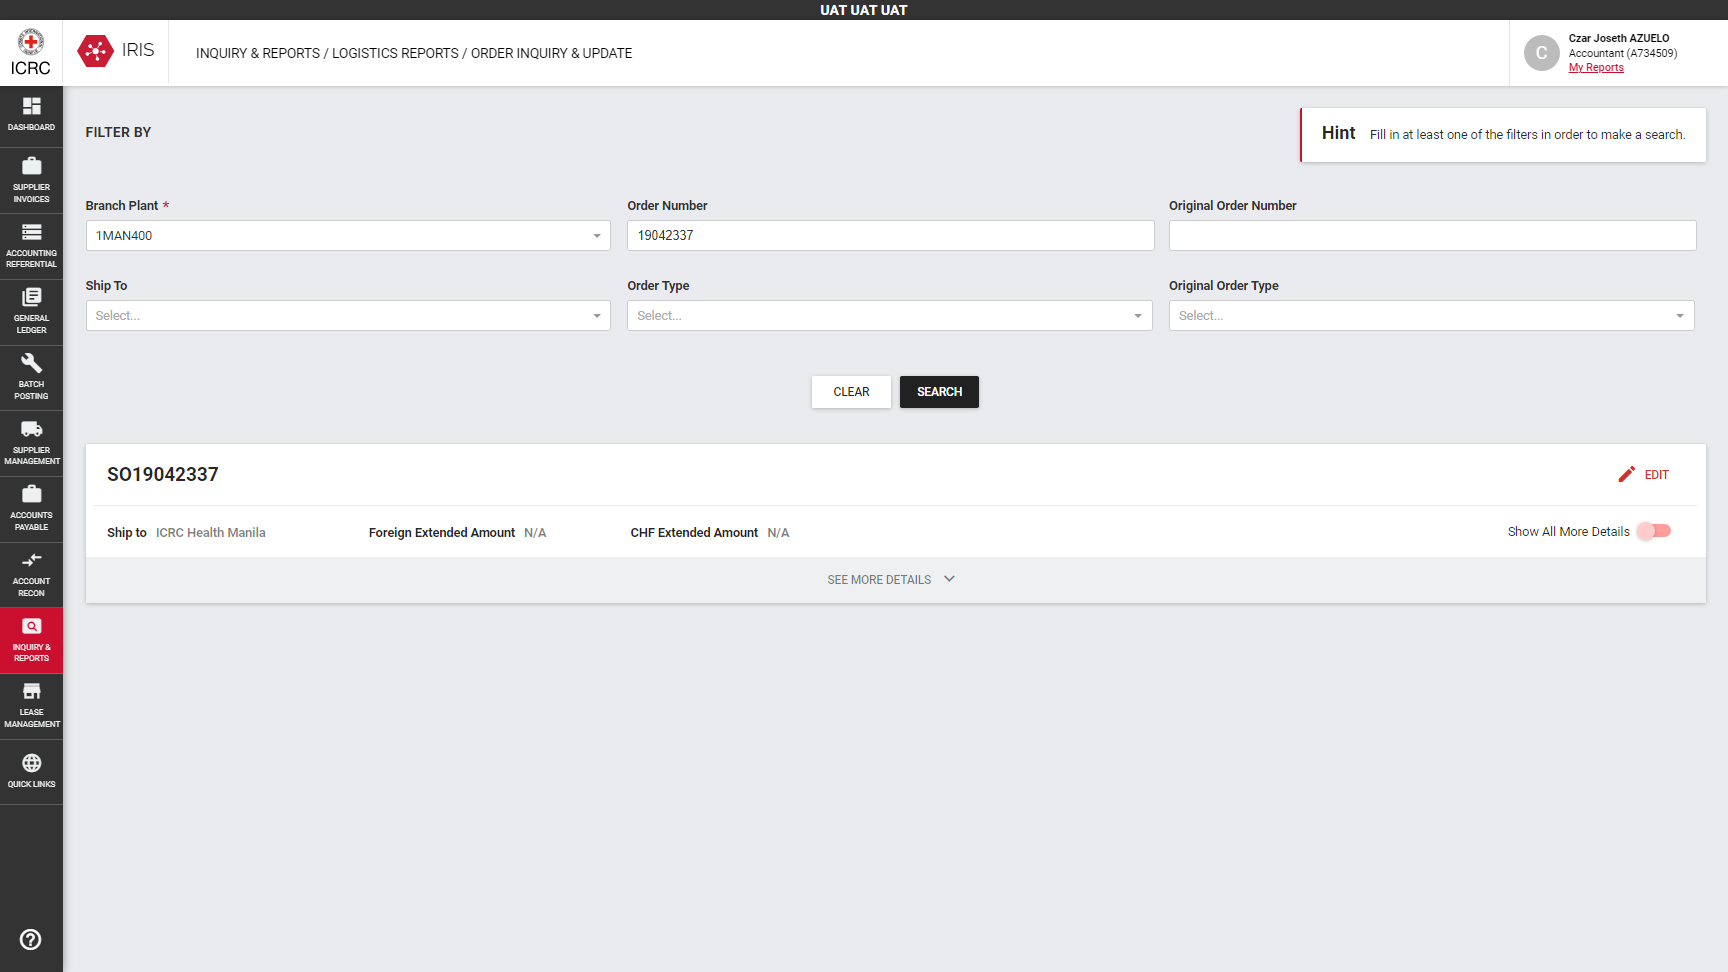 UAT UAT UAT
ICRC
IRIS
INQUIRY & REPORTS / LOGISTICS REPORTS / ORDER INQUIRY & UPDATE
C
Czar Joseth AZUELO
Accountant (A734509)
My Reports
DASHBOARD
SUPPLIER
INVOICES
ACCOUNTING
REFERENTIAL
GENERAL
LEDGER
BATCH
POSTING
SUPPLIER
MANAGEMENT
ACCOUNTS
PAYABLE
ACCOUNT
RECON
INQUIRY &
REPORTS
LEASE
MANAGEMENT
QUICK LINKS
FILTER BY
Hint Fill in at least one of the filters in order to make a search.
Branch Plant * Order Number Original Order Number
1MAN400 19042337
Ship To Order Type Original Order Type
Select... Select... Select...
CLEAR SEARCH
SO19042337 EDIT
Ship to ICRC Health Manila Foreign Extended Amount N/A CHF Extended Amount N/A Show All More Details
SEE MORE DETAILS